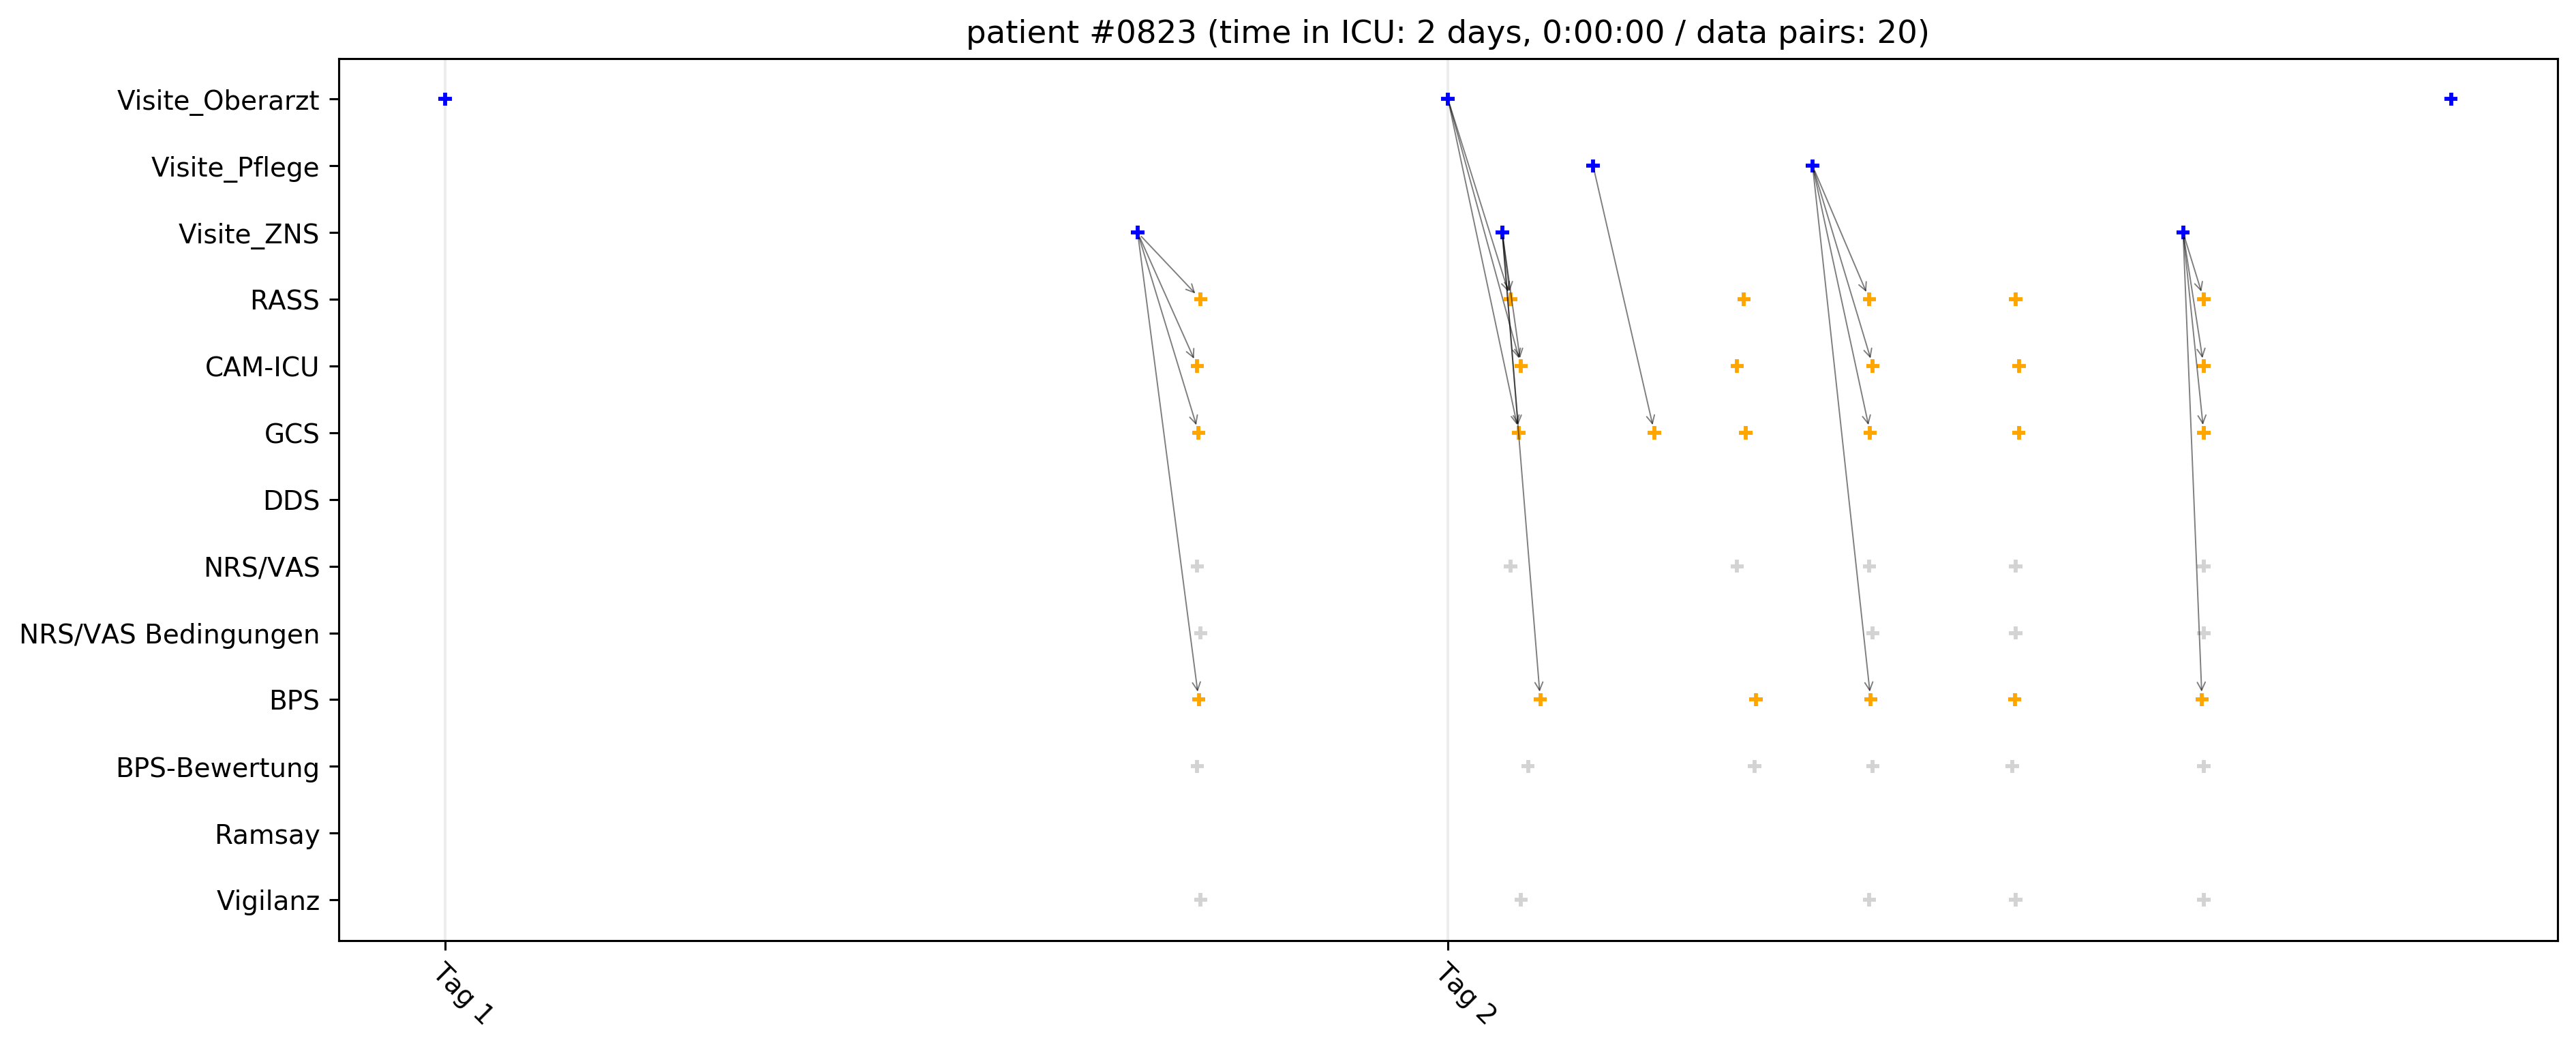 patient #0823 (time in ICU: 2 days, 0:00:00 / data pairs: 20)
Visite_Oberarzt
Visite_Pflege
Visite_ZNS
RASS
CAM-ICU
GCS
DDS
NRS/VAS
NRS/VAS Bedingungen
BPS
BPS-Bewertung
Ramsay
Vigilanz
Tag 1
Tag 2